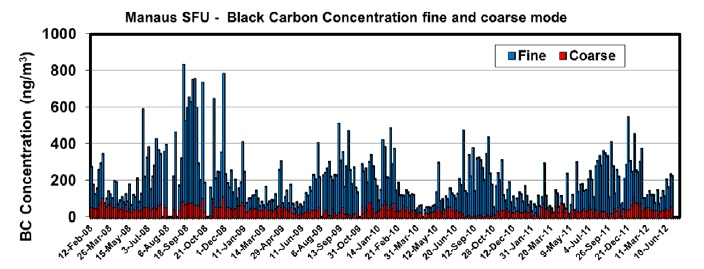 Manaus SFU - Black Carbon Concentration fine and coarse mode
BC Concentration (ng/m³)
1000
800
600
400
200
0
Fine Coarse
12-Feb-08
26-Mar-08
15-May-08
3-Jul-08
6-Aug-08
18-Sep-08
21-Oct-08
1-Dec-08
11-Jan-09
14-Mar-09
29-Apr-09
11-Jun-09
6-Aug-09
13-Sep-09
31-Oct-09
14-Jan-10
21-Feb-10
31-Mar-10
12-May-10
20-Jun-10
12-Sep-10
28-Oct-10
12-Dec-10
31-Jan-11
20-Mar-11
8-May-11
4-Jul-11
26-Sep-11
21-Dec-11
11-Mar-12
10-Jun-12